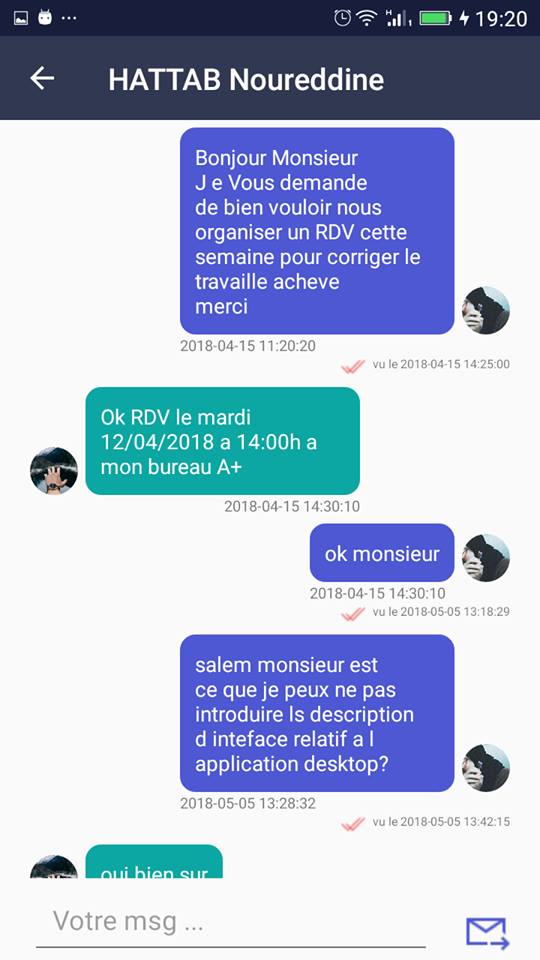 19:20
HATTAB Noureddine
Bonjour Monsieur
J e Vous demande
de bien vouloir nous
organiser un RDV cette
semaine pour corriger le
travaille acheve
merci
2018-04-15 11:20:20
vu le 2018-04-15 14:25:00
Ok RDV le mardi
12/04/2018 a 14:00h a
mon bureau A+
2018-04-15 14:30:10
ok monsieur
2018-04-15 14:30:10
vu le 2018-05-05 13:18:29
salem monsieur est
ce que je peux ne pas
introduire ls description
d inteface relatif a l
application desktop?
2018-05-05 13:28:32
vu le 2018-05-05 13:42:15
oui bien sur
Votre msg ...